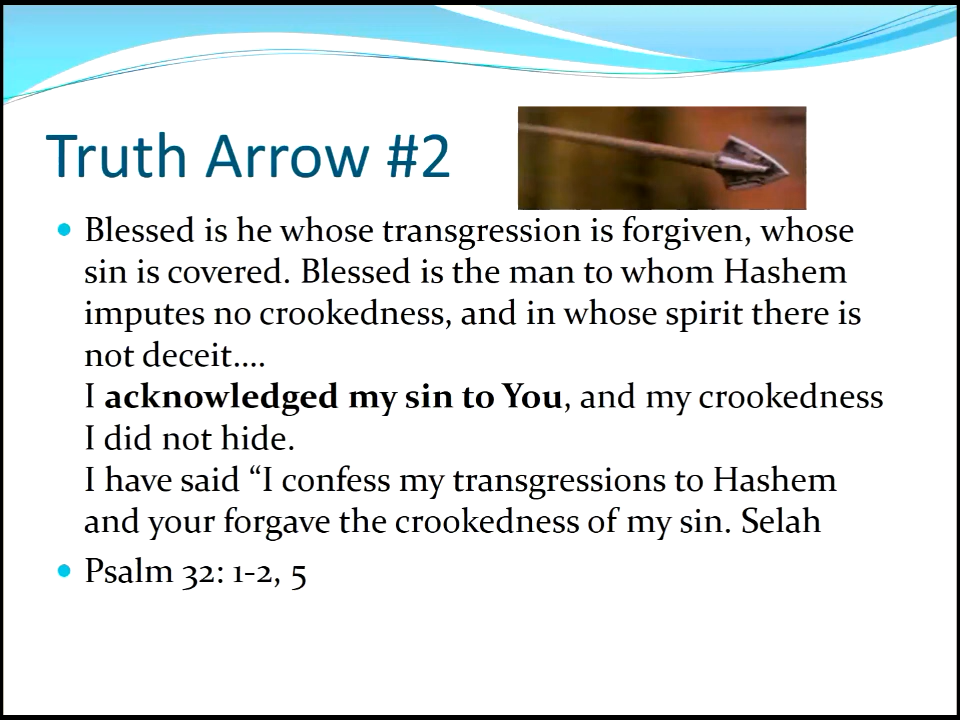 Truth Arrow #2
Blessed is he whose transgression is forgiven, whose
sin is covered. Blessed is the man to whom Hashem
imputes no crookedness, and in whose spirit there is
not deceit....
I acknowledged my sin to You, and my crookedness
I did not hide.
I have said “I confess my transgressions to Hashem
and your forgave the crookedness of my sin. Selah
Psalm 32: 1-2, 5